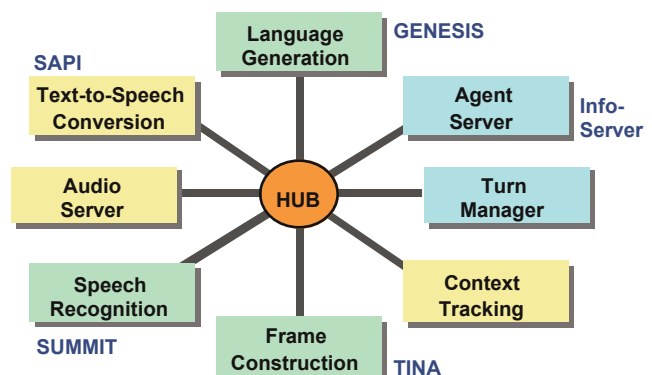 Language
Generation
GENESIS
SAPI
Text-to-Speech
Conversion
Agent
Server
Info-
Server
Audio
Server
HUB
Turn
Manager
Speech
Recognition
SUMMIT
Context
Tracking
Frame
Construction
TINA